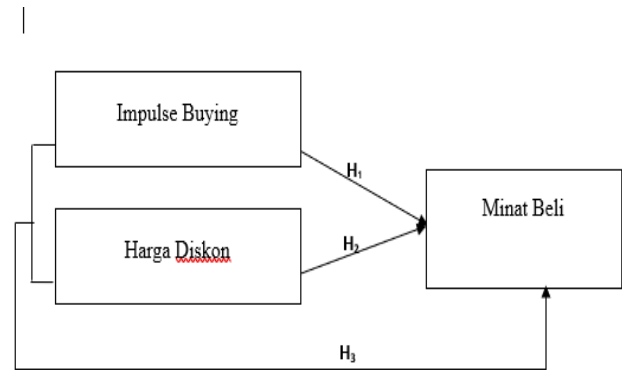 Impulse Buying
H₁
Minat Beli
Harga Diskon
H₂
H₃